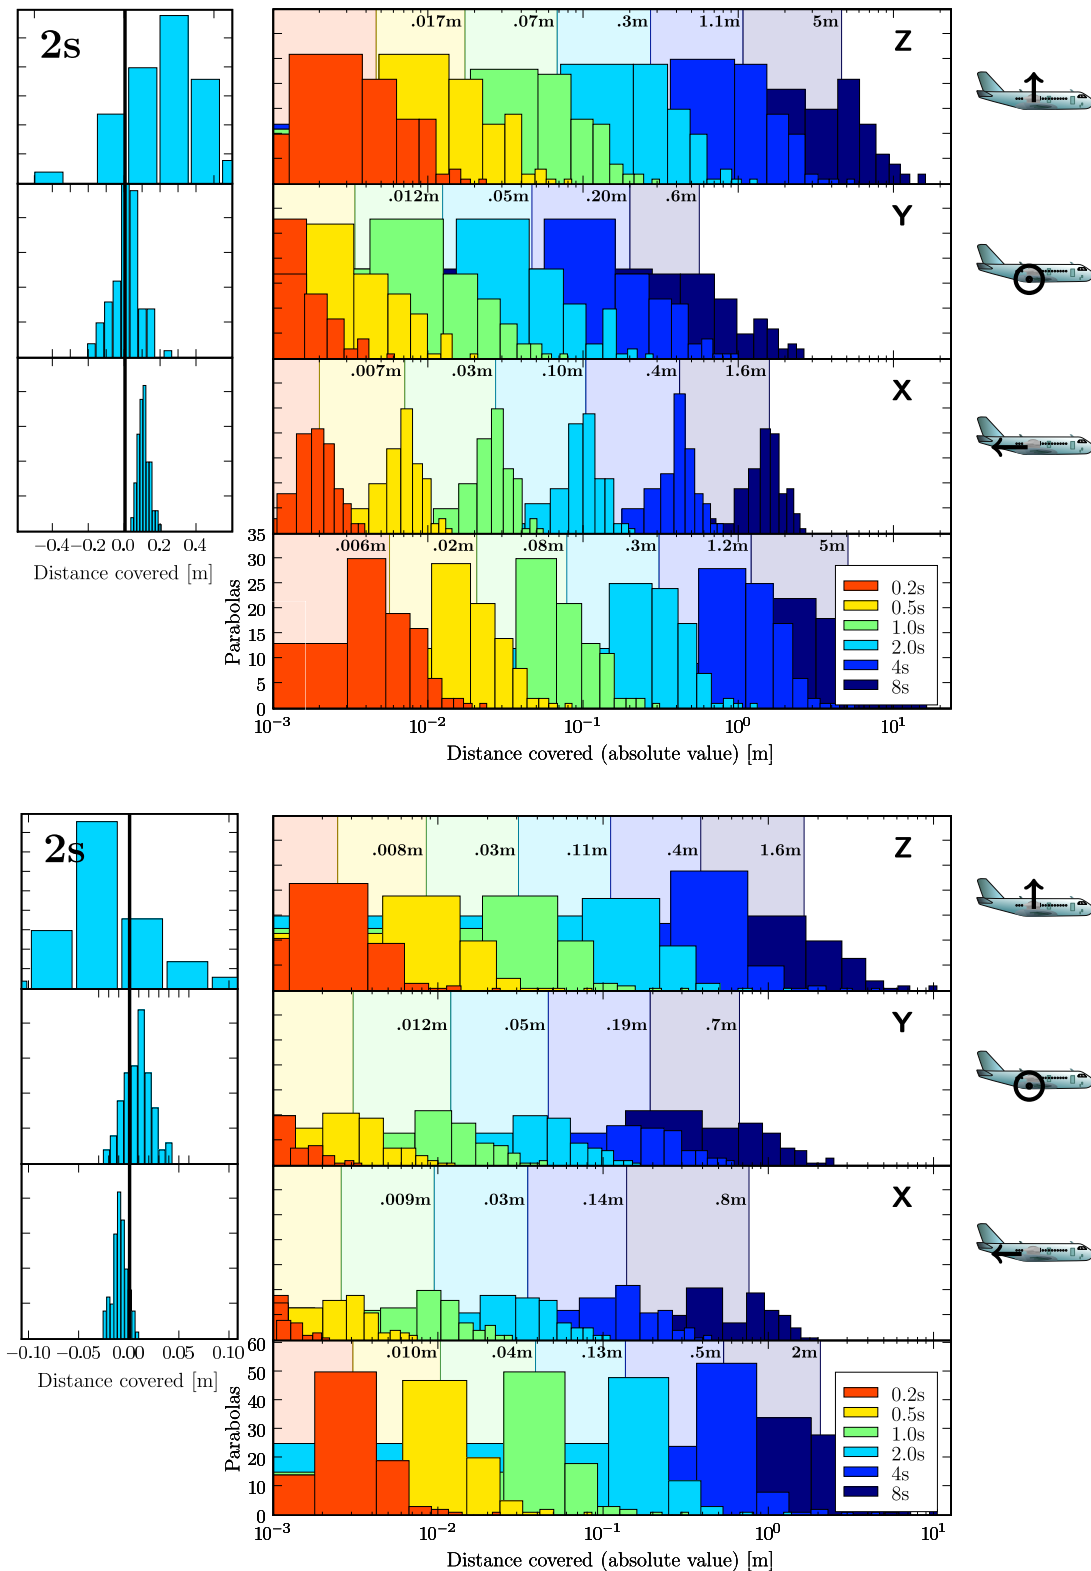 2s
.017m .07m .3m 1.1m 5m
Z
.012m .05m .20m .6m
Y
.007m .03m .10m .4m 1.6m
X
−0.4 −0.2 0.0 0.2 0.4
Distance covered [m]
.006m .02m .08m .3m 1.2m 5m
35
30
25
20
15
10
5
0
Parabolas
0.2s
0.5s
1.0s
2.0s
4s
8s
10⁻³ 10⁻² 10⁻¹ 10⁰ 10¹
Distance covered (absolute value) [m]
2s
.008m .03m .11m .4m 1.6m
Z
.012m .05m .19m .7m
Y
.009m .03m .14m .8m
X
−0.10 −0.05 0.00 0.05 0.10
Distance covered [m]
.010m .04m .13m .5m 2m
60
50
40
30
20
10
0
Parabolas
0.2s
0.5s
1.0s
2.0s
4s
8s
10⁻³ 10⁻² 10⁻¹ 10⁰ 10¹
Distance covered (absolute value) [m]